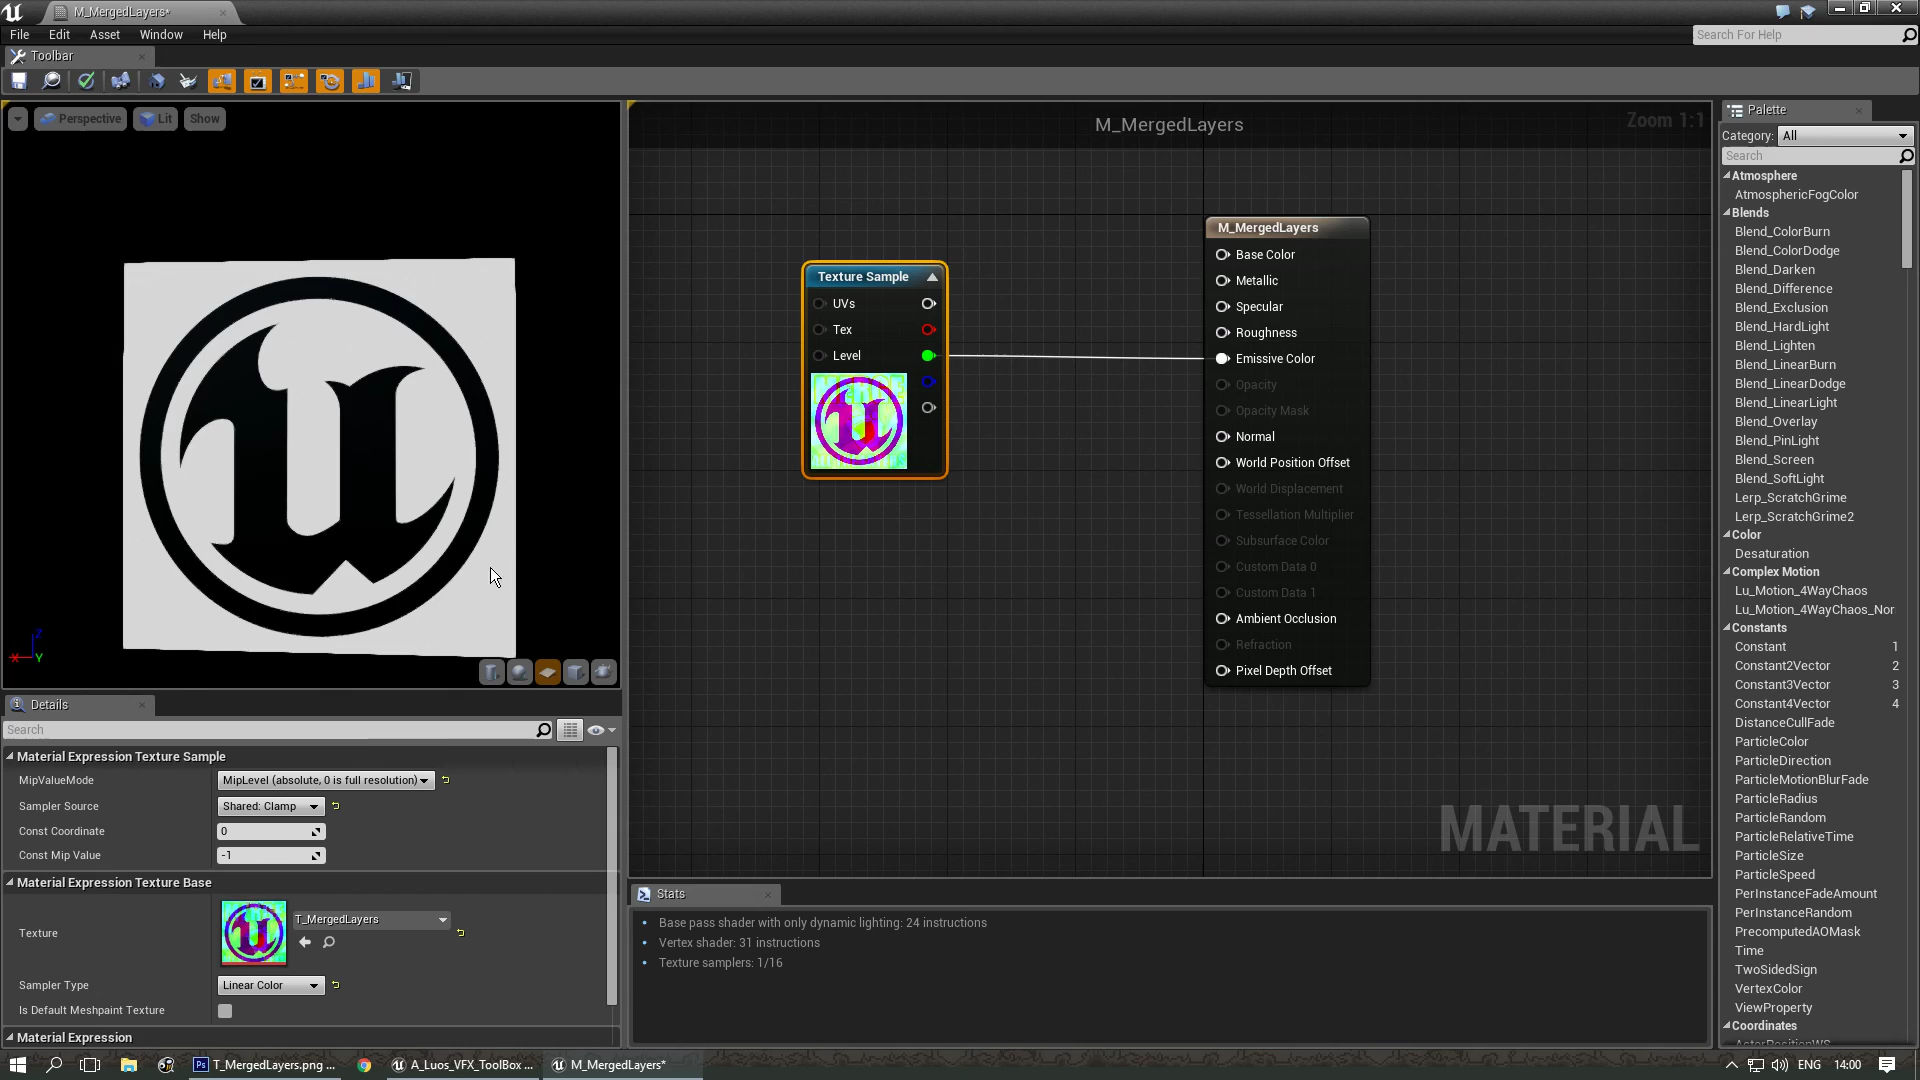 M_MergedLayers*
File Edit Asset Window Help
Search For Help
Toolbar
Perspective Lit Show
M_MergedLayers
Zoom 1:1
Texture Sample
UVs
Tex
Level
M_MergedLayers
Base Color
Metallic
Specular
Roughness
Emissive Color
Opacity
Opacity Mask
Normal
World Position Offset
World Displacement
Tessellation Multiplier
Subsurface Color
Custom Data 0
Custom Data 1
Ambient Occlusion
Refraction
Pixel Depth Offset
MATERIAL
Z
X Y
Details
Search
Material Expression Texture Sample
MipValueMode MipLevel (absolute, 0 is full resolution)
Sampler Source Shared: Clamp
Const Coordinate 0
Const Mip Value -1
Material Expression Texture Base
Texture T_MergedLayers
Sampler Type Linear Color
Is Default Meshpaint Texture
Material Expression
Stats
• Base pass shader with only dynamic lighting: 24 instructions
• Vertex shader: 31 instructions
• Texture samplers: 1/16
Palette
Category: All
Search
Atmosphere
AtmosphericFogColor
Blends
Blend_ColorBurn
Blend_ColorDodge
Blend_Darken
Blend_Difference
Blend_Exclusion
Blend_HardLight
Blend_Lighten
Blend_LinearBurn
Blend_LinearDodge
Blend_LinearLight
Blend_Overlay
Blend_PinLight
Blend_Screen
Blend_SoftLight
Lerp_ScratchGrime
Lerp_ScratchGrime2
Color
Desaturation
Complex Motion
Lu_Motion_4WayChaos
Lu_Motion_4WayChaos_Nor
Constants
Constant 1
Constant2Vector 2
Constant3Vector 3
Constant4Vector 4
DistanceCullFade
ParticleColor
ParticleDirection
ParticleMotionBlurFade
ParticleRadius
ParticleRandom
ParticleRelativeTime
ParticleSize
ParticleSpeed
PerInstanceFadeAmount
PerInstanceRandom
PrecomputedAOMask
Time
TwoSidedSign
VertexColor
ViewProperty
Coordinates
ActorPositionWS
Ps T_MergedLayers.png ... A_Luos_VFX_ToolBox ... M_MergedLayers* ENG 14:00